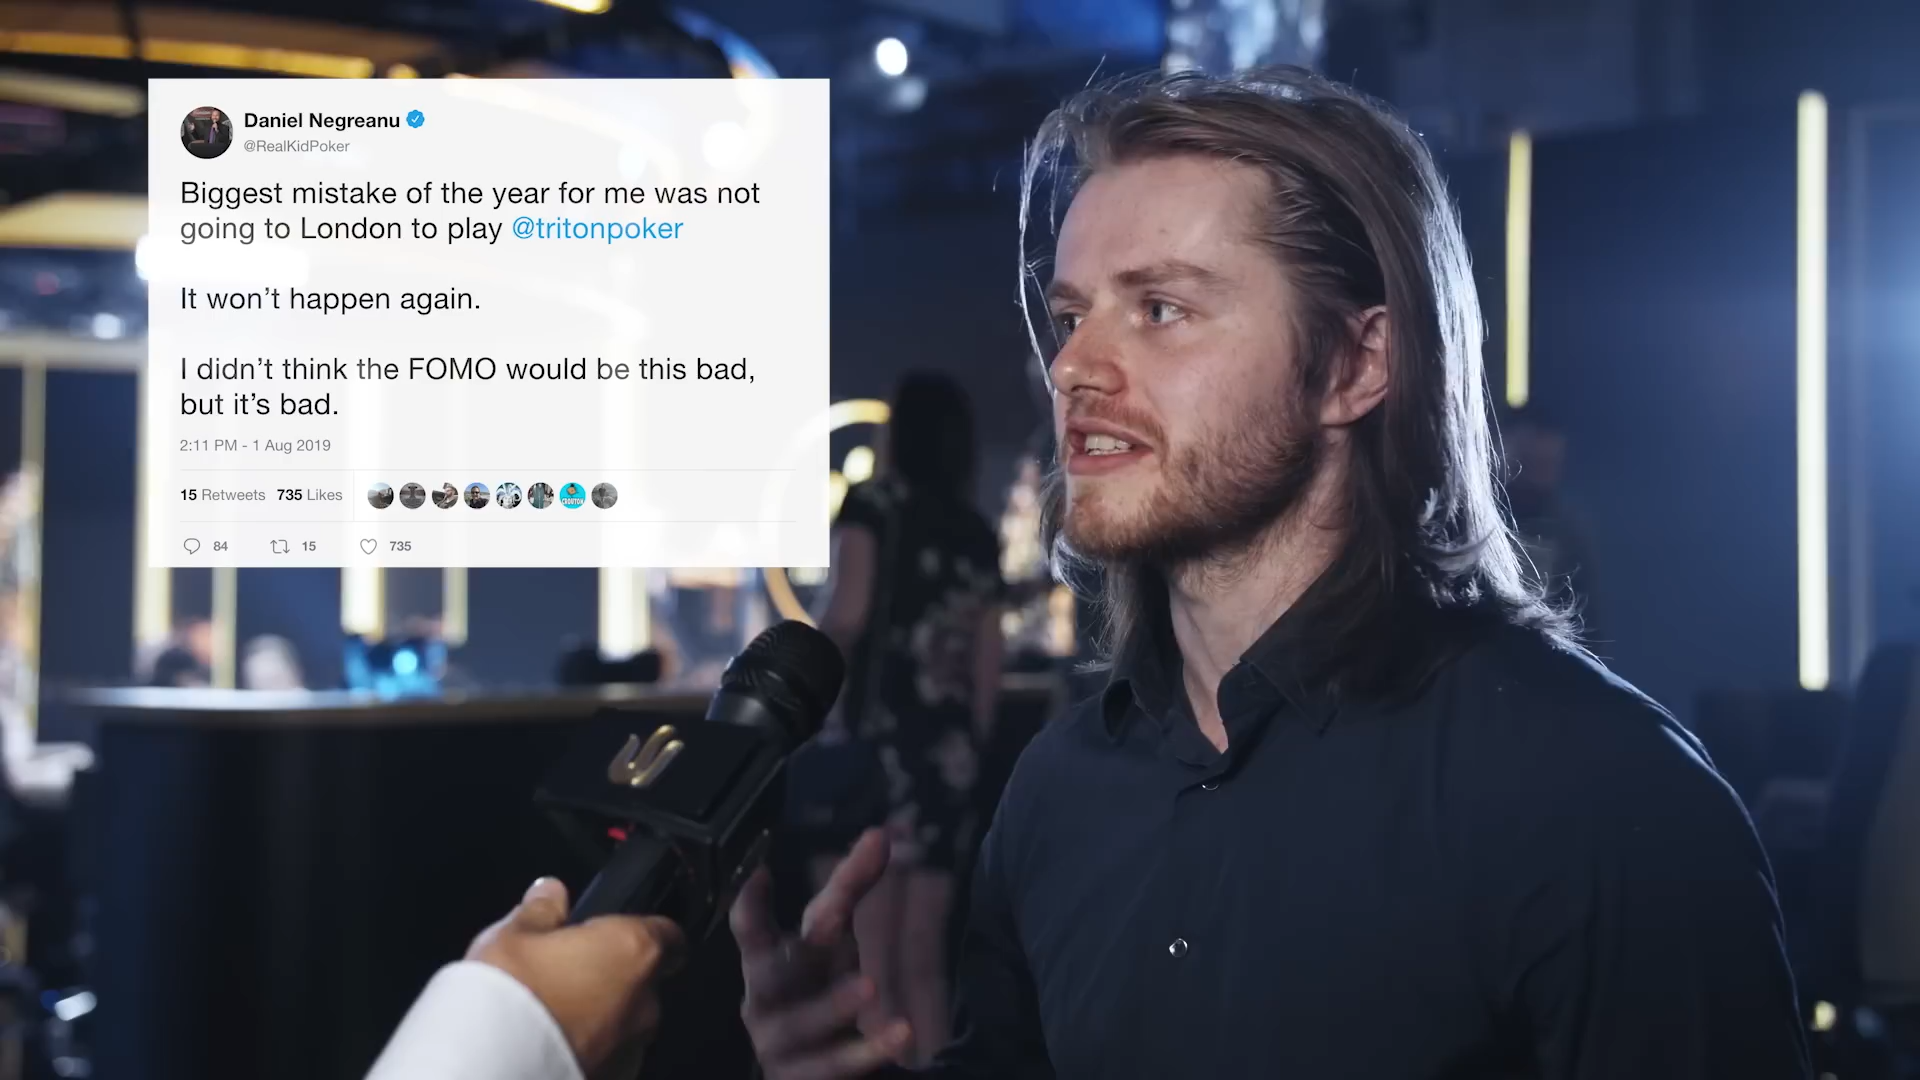 Daniel Negreanu
@RealKidPoker
Biggest mistake of the year for me was not
going to London to play @tritonpoker
It won’t happen again.
I didn’t think the FOMO would be this bad,
but it’s bad.
2:11 PM - 1 Aug 2019
15 Retweets 735 Likes
CROUTON
84 15 735